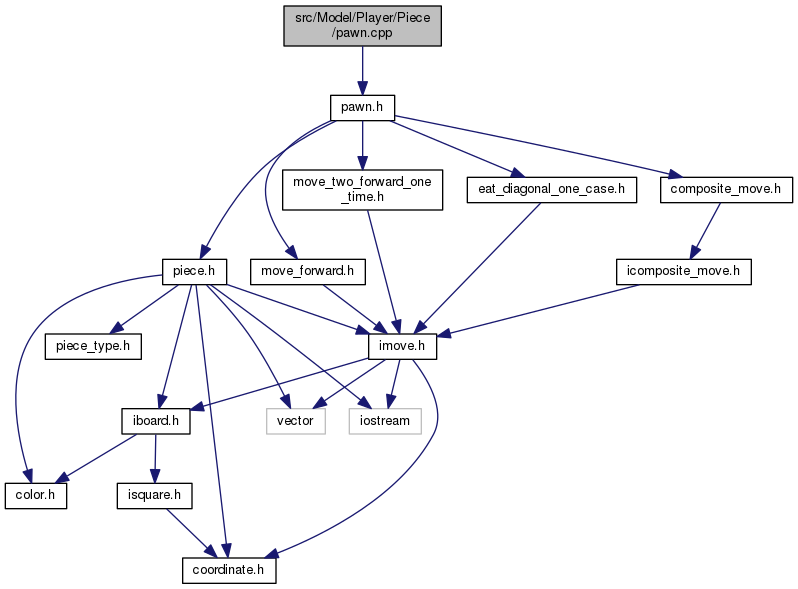 src/Model/Player/Piece
/pawn.cpp
pawn.h
move_two_forward_one
_time.h
eat_diagonal_one_case.h
composite_move.h
piece.h
move_forward.h
icomposite_move.h
piece_type.h
imove.h
iboard.h
vector
iostream
color.h
isquare.h
coordinate.h